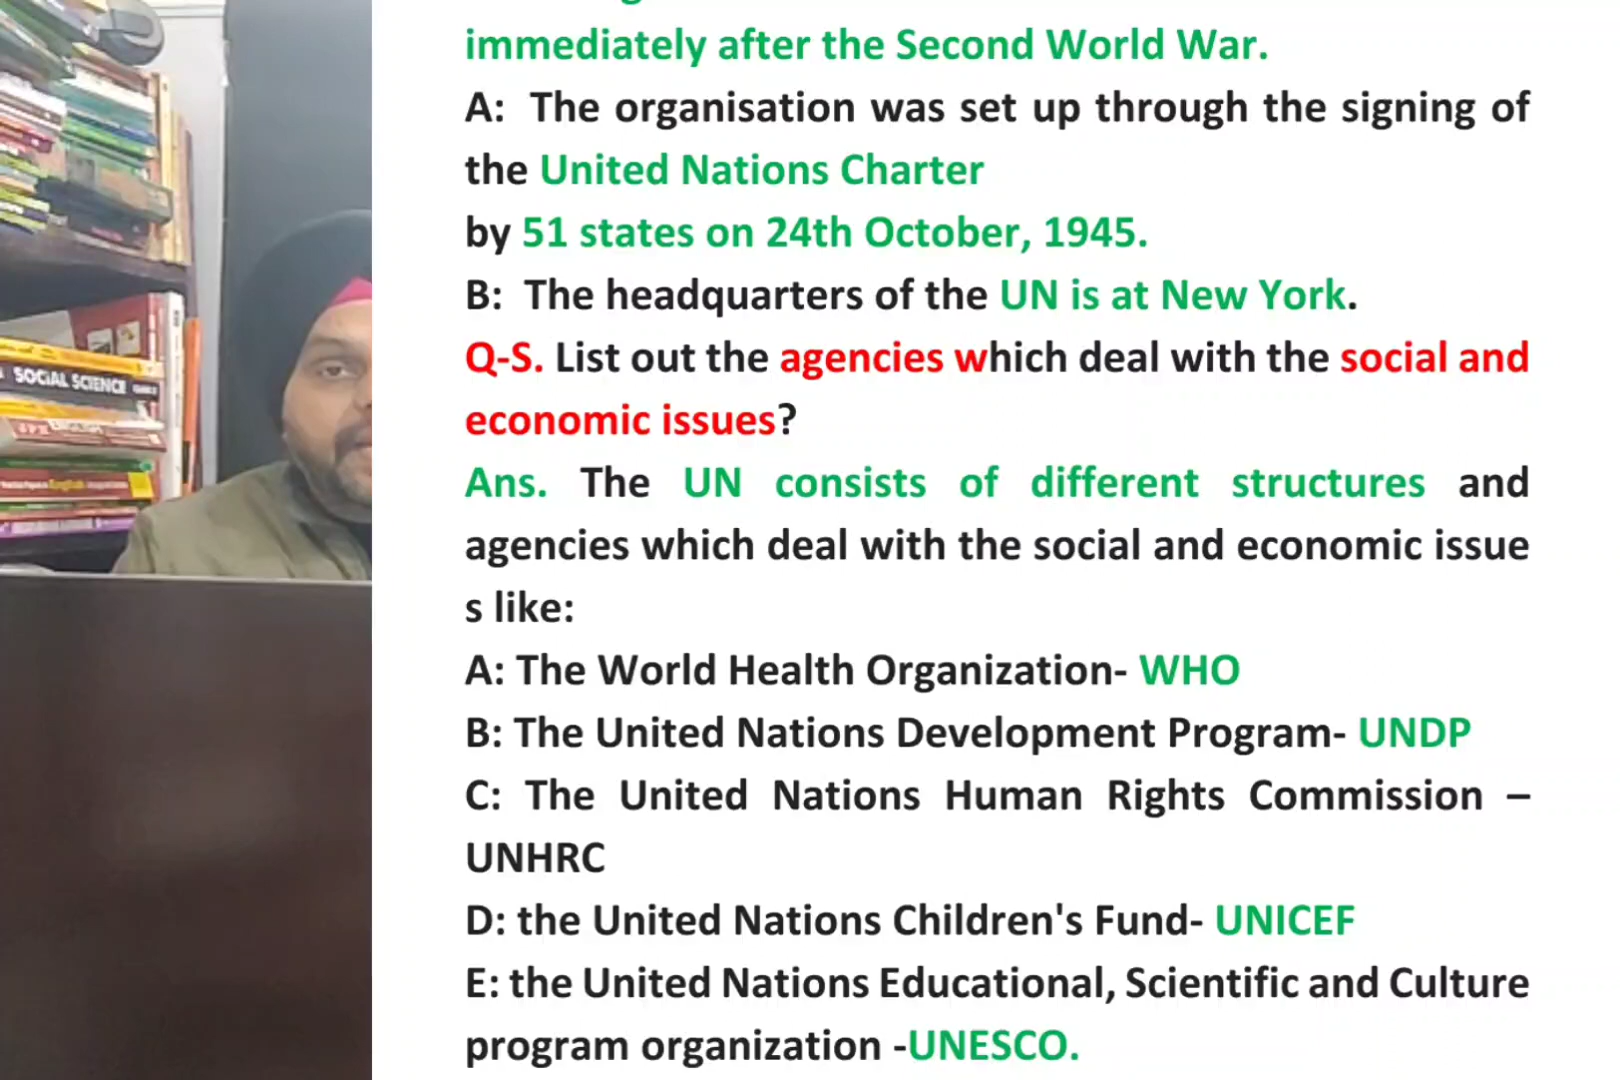 immediately after the Second World War.
A: The organisation was set up through the signing of
the United Nations Charter
by 51 states on 24th October, 1945.
B: The headquarters of the UN is at New York.
Q-S. List out the agencies which deal with the social and
economic issues?
Ans. The UN consists of different structures and
agencies which deal with the social and economic issue
s like:
A: The World Health Organization- WHO
B: The United Nations Development Program- UNDP
C: The United Nations Human Rights Commission –
UNHRC
D: the United Nations Children's Fund- UNICEF
E: the United Nations Educational, Scientific and Culture
program organization -UNESCO.
SOCIAL SCIENCE
ENGLISH
English